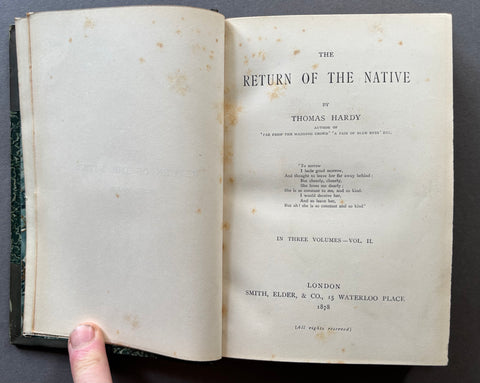 THE
RETURN OF THE NATIVE
BY
THOMAS HARDY
AUTHOR OF
"FAR FROM THE MADDING CROWD" "A PAIR OF BLUE EYES" ETC.
"To sorrow
I bade good morrow,
And thought to leave her far away behind;
But cheerly, cheerly,
She loves me dearly;
She is so constant to me, and so kind.
I would deceive her,
And so leave her,
But ah! she is so constant and so kind"
IN THREE VOLUMES—VOL. II.
LONDON
SMITH, ELDER, & CO., 15 WATERLOO PLACE
1878
(All rights reserved)